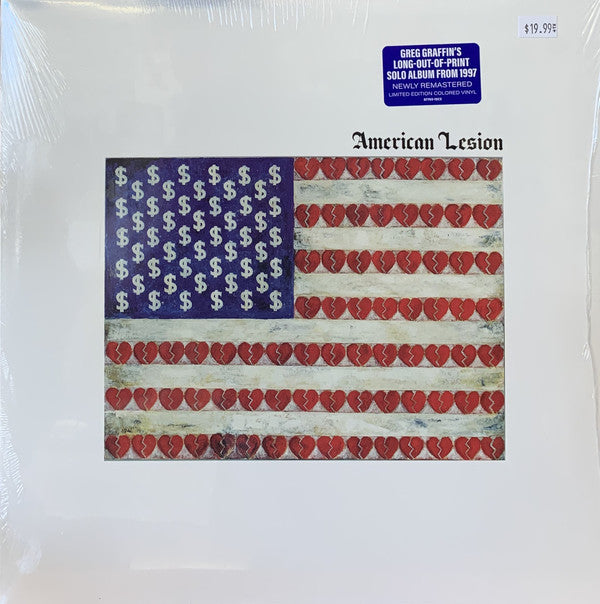 $19.99
GREG GRAFFIN'S
LONG-OUT-OF-PRINT
SOLO ALBUM FROM 1997
NEWLY REMASTERED
LIMITED EDITION COLORED VINYL
American Lesion
$ $ $ $ $ $
$ $ $ $ $
$ $ $ $ $ $
$ $ $ $ $
$ $ $ $ $ $
$ $ $ $ $
$ $ $ $ $ $
$ $ $ $ $
$ $ $ $ $ $